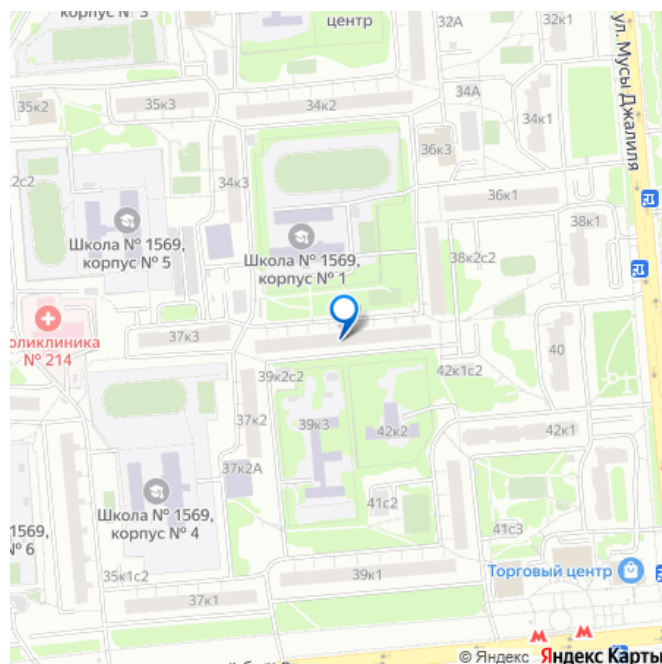 корпус № 3
центр
32А
32к1
ул. Мусы Джалиля
35к2
35к3
34к2
34А
34к1
36к3
34к3
2с2
36к1
Школа № 1569,
корпус № 5
Школа № 1569,
корпус № 1
38к1
38к2с2
оликлиника
№ 214
37к3
40
39к2с2
42к1с2
37к2
39к3
42к2
42к1
37к2А
41с2
Школа № 1569,
корпус № 4
1569,
№ 6
41с3
35к1с2
39к1
Торговый центр
37к1
© Яндекс Яндекс Карты